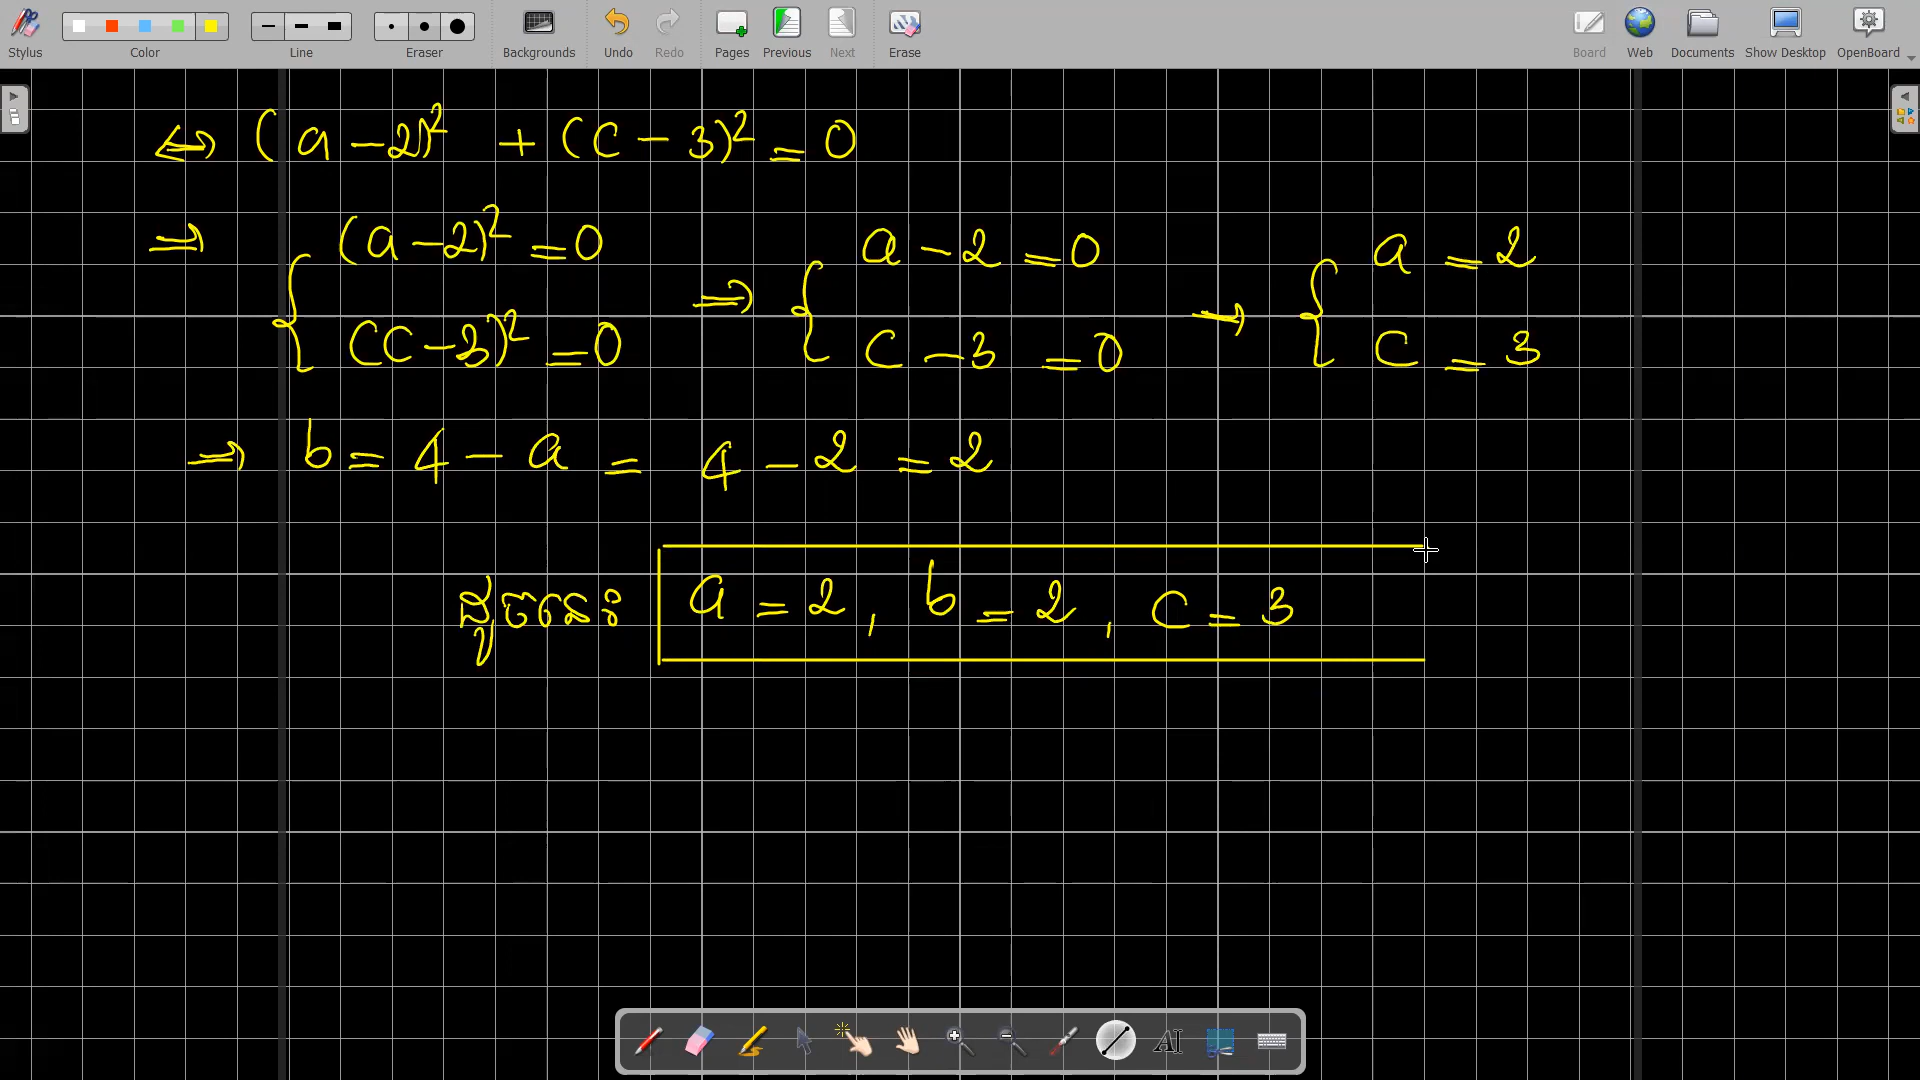 Stylus Color Line Eraser Backgrounds Undo Redo Pages Previous Next Erase Board Web Documents Show Desktop OpenBoard
⇔ (a - 2)² + (c - 3)² = 0
⇒ { (a - 2)² = 0 ⇒ { a - 2 = 0 → { a = 2
(c - 3)² = 0 c - 3 = 0 c = 3
⇒ b = 4 - a = 4 - 2 = 2
ដូចនេះ a = 2 , b = 2 , c = 3